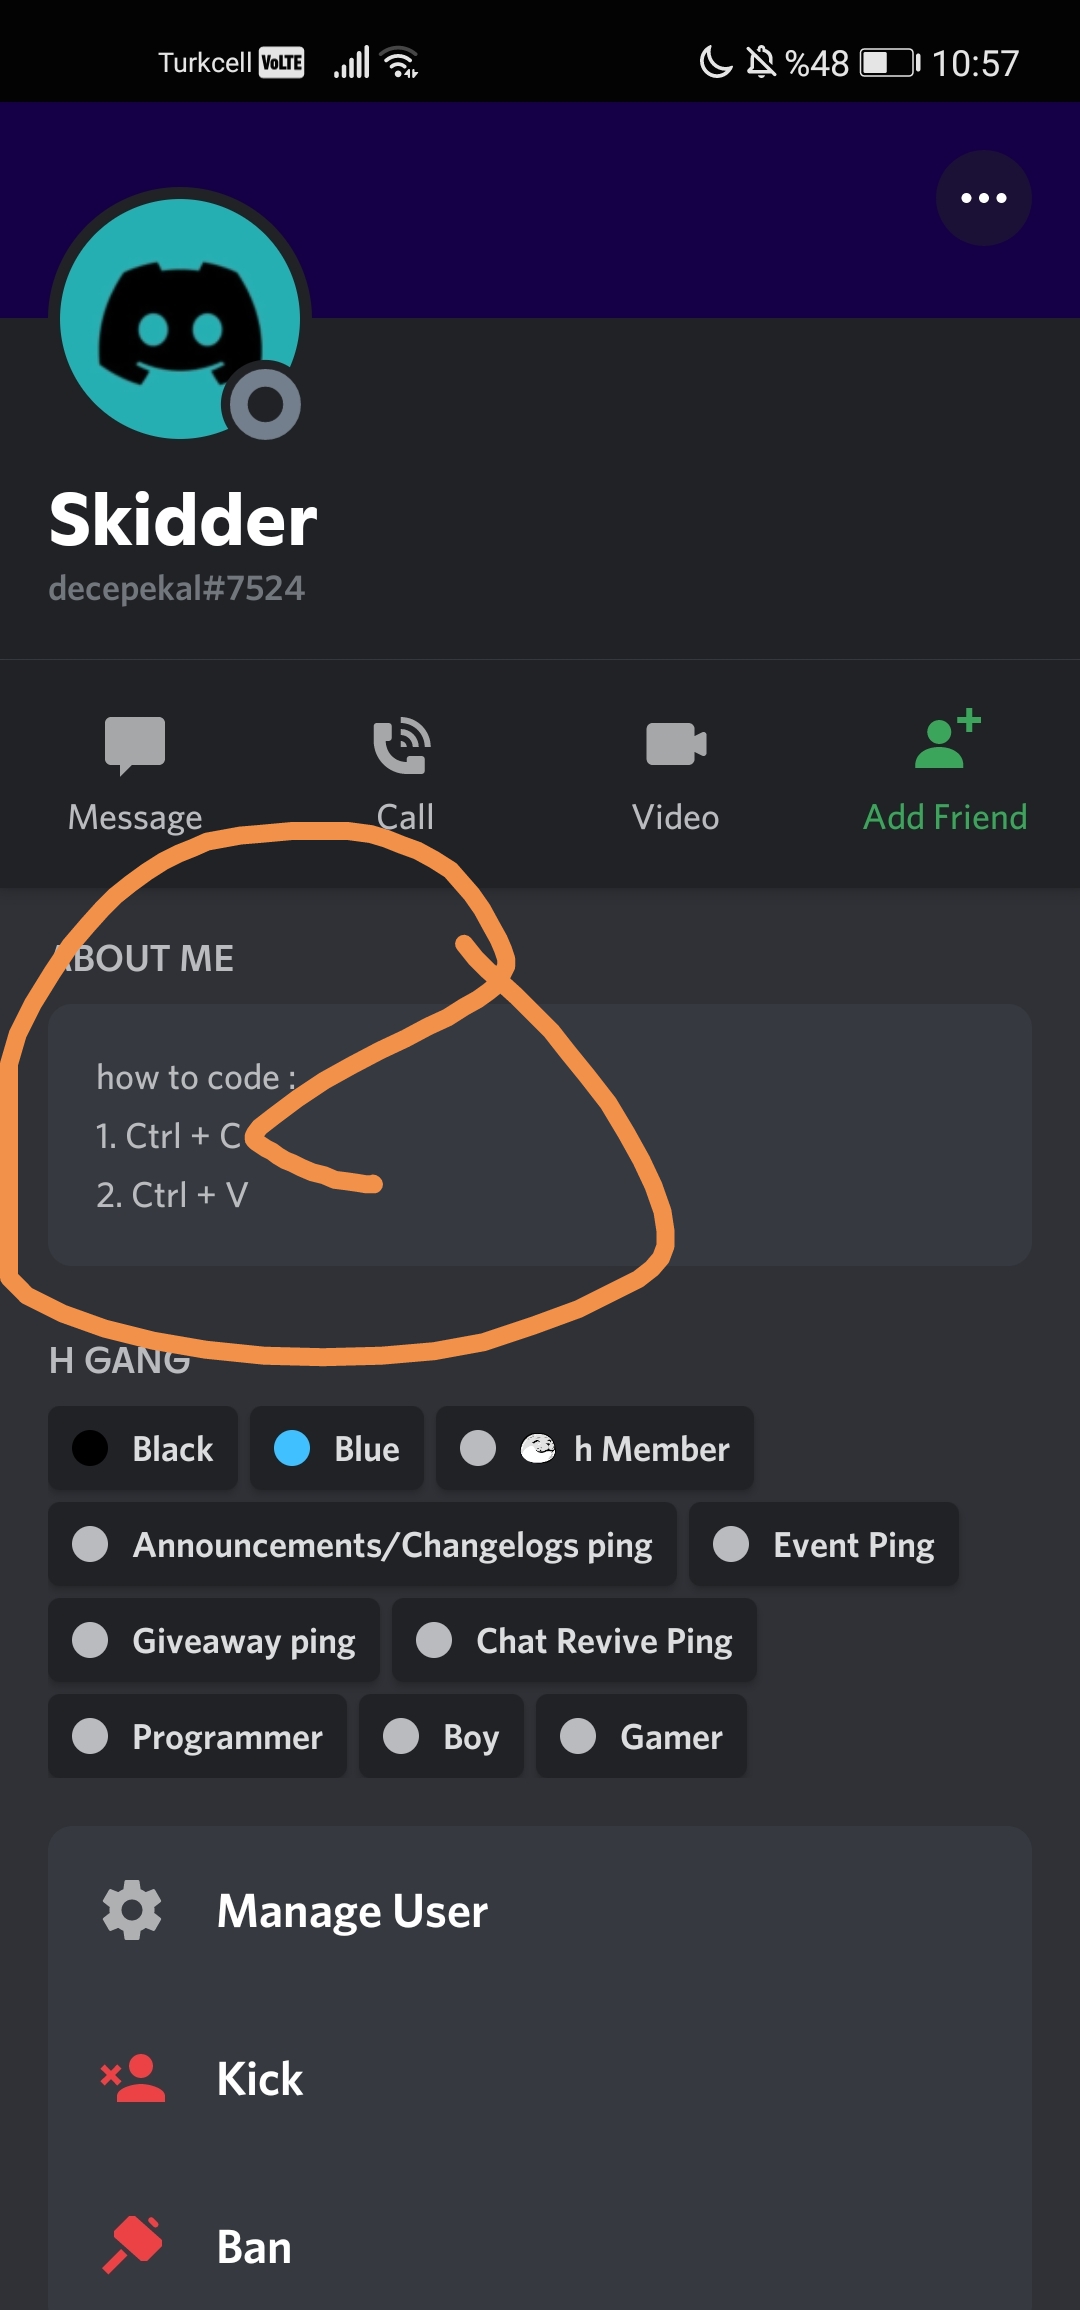 Turkcell VoLTE %48 10:57
Skidder
decepekal#7524
Message Call Video Add Friend
ABOUT ME
how to code :
1. Ctrl + C
2. Ctrl + V
H GANG
Black Blue h Member
Announcements/Changelogs ping Event Ping
Giveaway ping Chat Revive Ping
Programmer Boy Gamer
Manage User
Kick
Ban